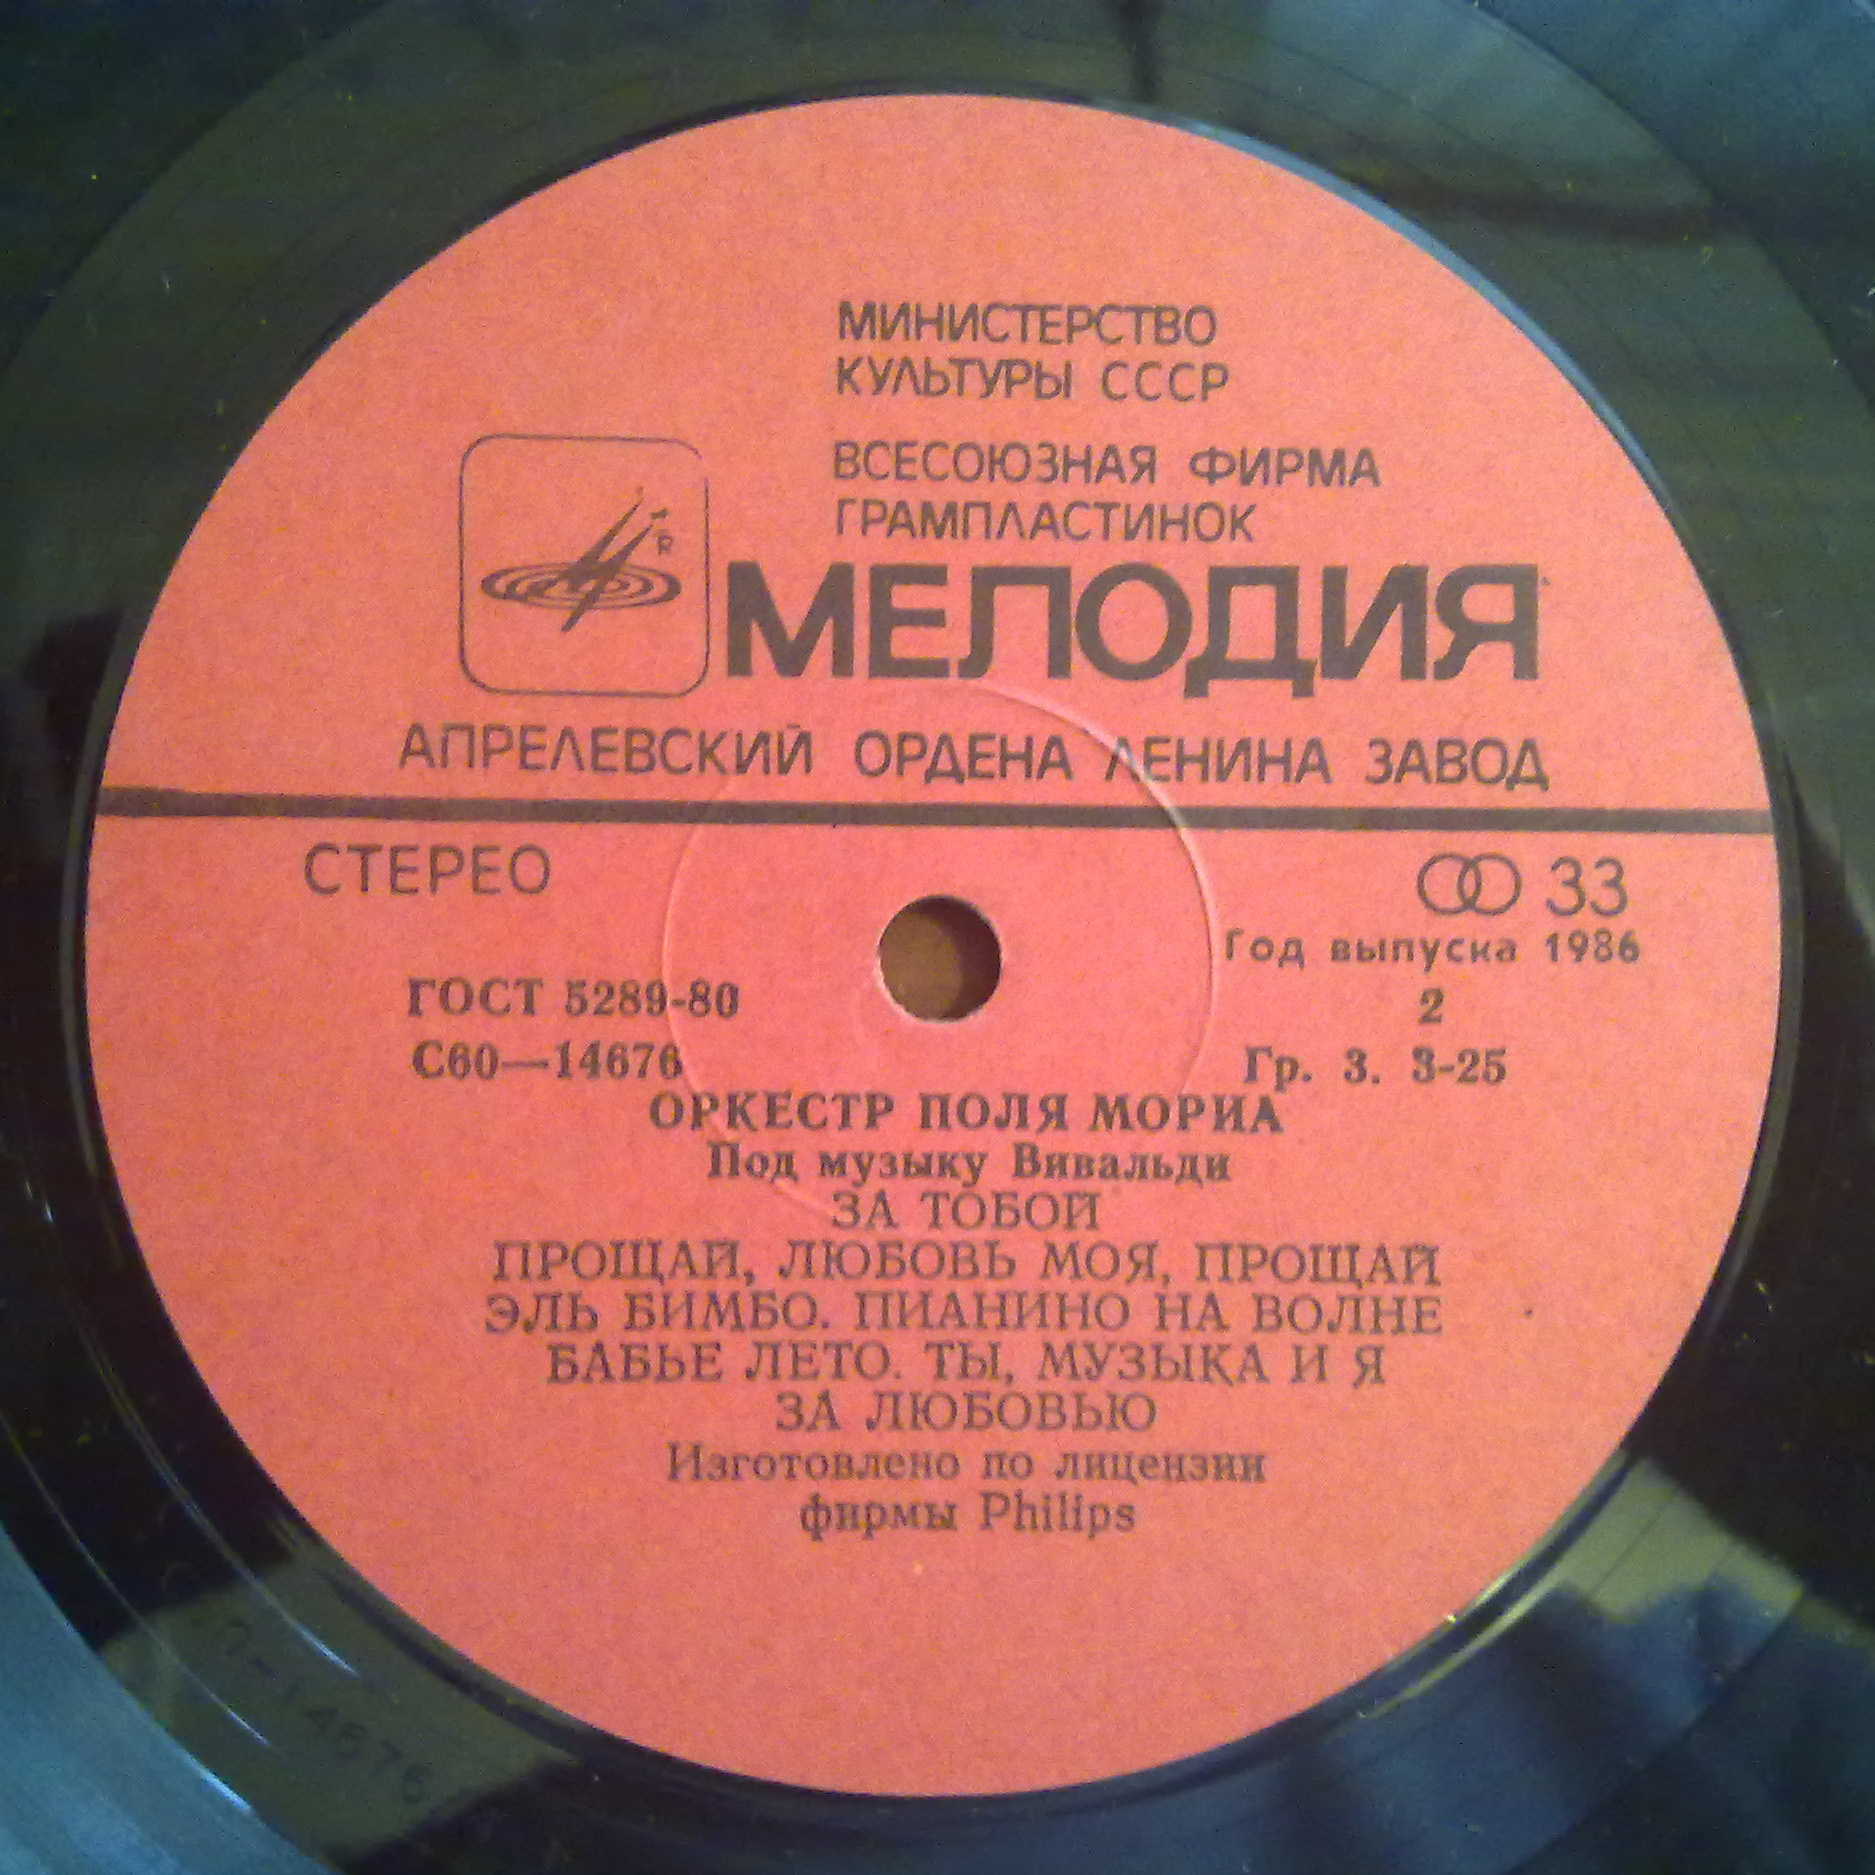 МИНИСТЕРСТВО
КУЛЬТУРЫ СССР
ВСЕСОЮЗНАЯ ФИРМА
ГРАМПЛАСТИНОК
R
МЕЛОДИЯ
АПРЕЛЕВСКИЙ ОРДЕНА ЛЕНИНА ЗАВОД
СТЕРЕО
33
Год выпуска 1986
ГОСТ 5289-80
2
С60—14676
Гр. 3. 3-25
ОРКЕСТР ПОЛЯ МОРИА
Под музыку Вивальди
ЗА ТОБОЙ
ПРОЩАЙ, ЛЮБОВЬ МОЯ, ПРОЩАЙ
ЭЛЬ БИМБО. ПИАНИНО НА ВОЛНЕ
БАБЬЕ ЛЕТО. ТЫ, МУЗЫКА И Я
ЗА ЛЮБОВЬЮ
Изготовлено по лицензии
фирмы Philips